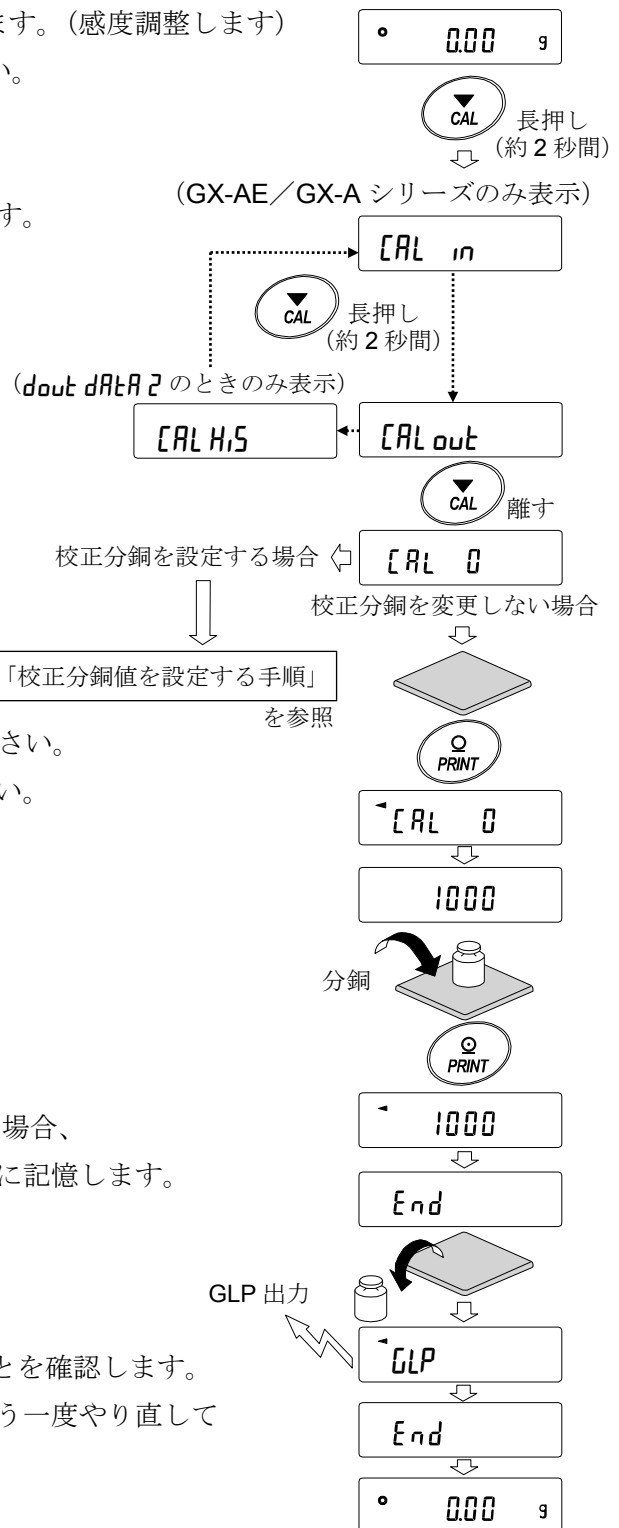 ます。(感度調整します)
0.00 g
い。
CAL 長押し
(約 2 秒間)
(GX-AE／GX-A シリーズのみ表示)
す。
CAL in
CAL 長押し
(約 2 秒間)
(dout dAtA 2 のときのみ表示)
CAL HiS
CAL out
CAL 離す
校正分銅を設定する場合
CAL 0
校正分銅を変更しない場合
「校正分銅値を設定する手順」
を参照
さい。
PRINT
い。
CAL 0
1000
分銅
PRINT
場合、
1000
に記憶します。
End
GLP 出力
GLP
とを確認します。
う一度やり直して
End
0.00 g